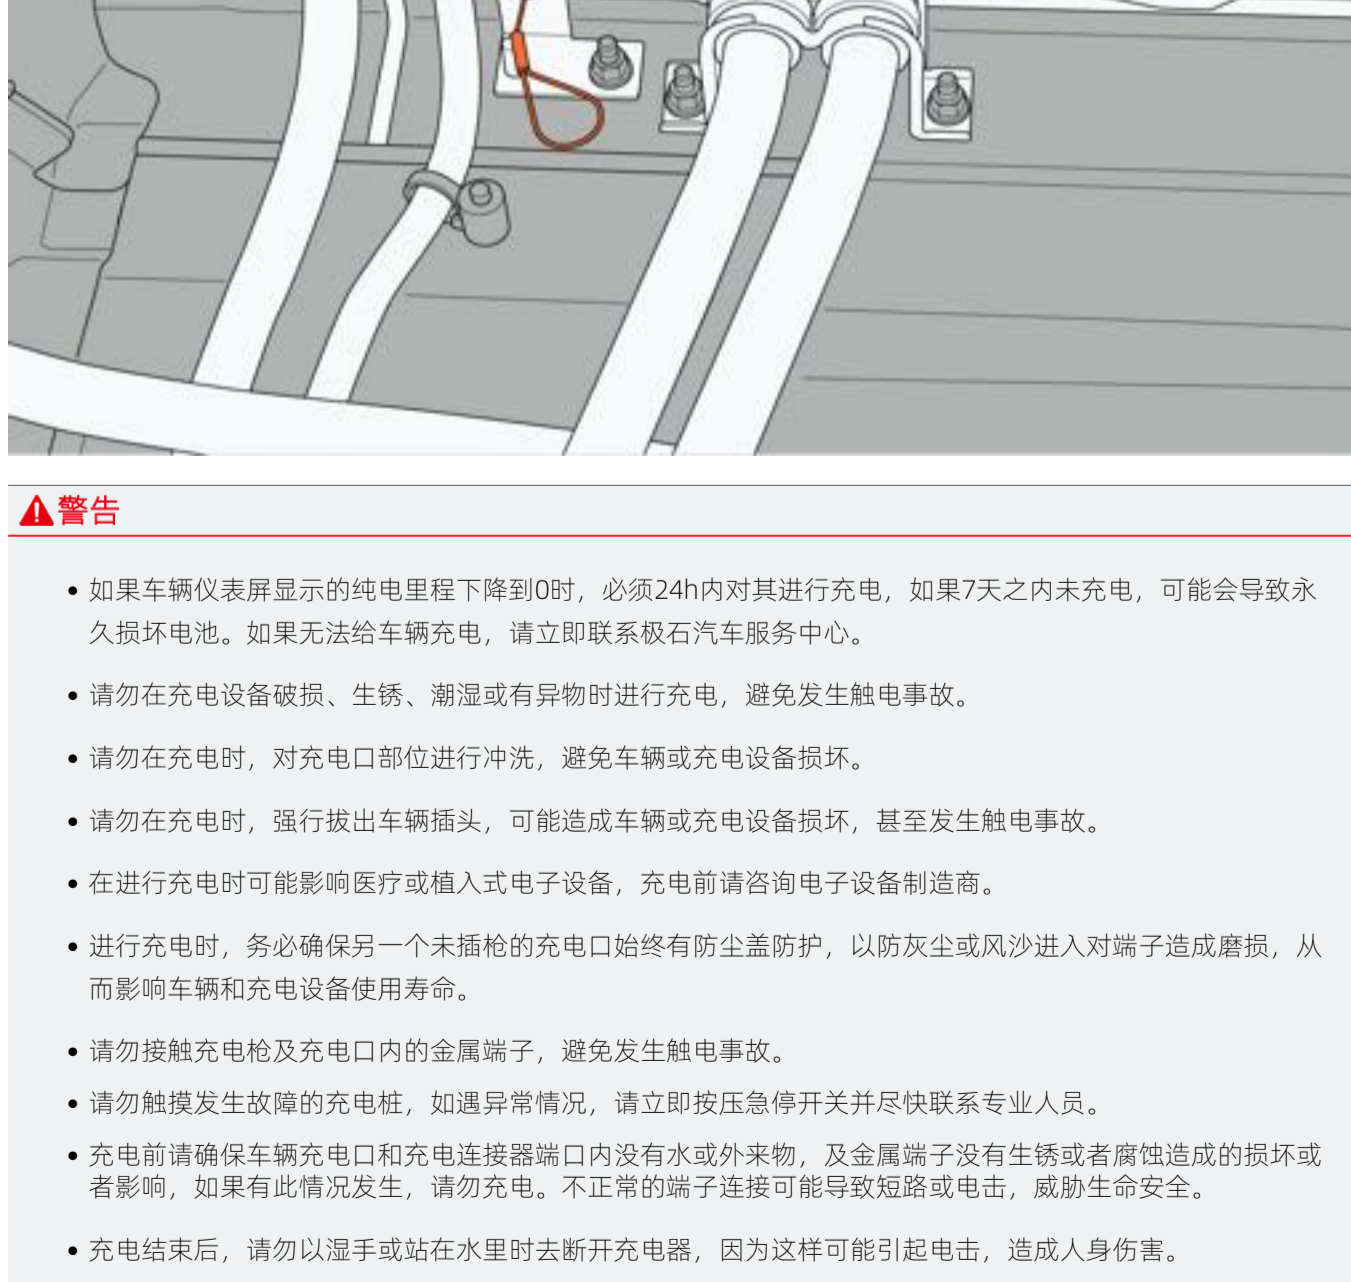 警告
• 如果车辆仪表屏显示的纯电里程下降到0时，必须24h内对其进行充电，如果7天之内未充电，可能会导致永
久损坏电池。如果无法给车辆充电，请立即联系极石汽车服务中心。
• 请勿在充电设备破损、生锈、潮湿或有异物时进行充电，避免发生触电事故。
• 请勿在充电时，对充电口部位进行冲洗，避免车辆或充电设备损坏。
• 请勿在充电时，强行拔出车辆插头，可能造成车辆或充电设备损坏，甚至发生触电事故。
• 在进行充电时可能影响医疗或植入式电子设备，充电前请咨询电子设备制造商。
• 进行充电时，务必确保另一个未插枪的充电口始终有防尘盖防护，以防灰尘或风沙进入对端子造成磨损，从
而影响车辆和充电设备使用寿命。
• 请勿接触充电枪及充电口内的金属端子，避免发生触电事故。
• 请勿触摸发生故障的充电桩，如遇异常情况，请立即按压急停开关并尽快联系专业人员。
• 充电前请确保车辆充电口和充电连接器端口内没有水或外来物，及金属端子没有生锈或者腐蚀造成的损坏或
者影响，如果有此情况发生，请勿充电。不正常的端子连接可能导致短路或电击，威胁生命安全。
• 充电结束后，请勿以湿手或站在水里时去断开充电器，因为这样可能引起电击，造成人身伤害。